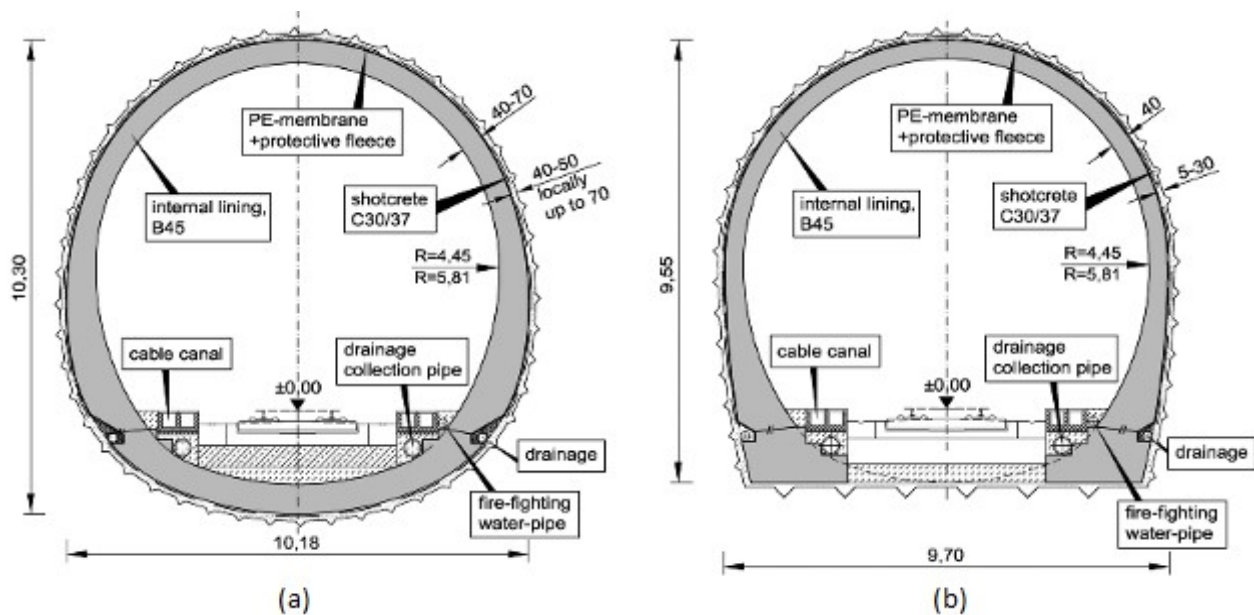 PE-membrane
+protective fleece
40-70
40-50
locally
up to 70
shotcrete
C30/37
internal lining,
B45
R=4,45
R=5,81
10,30
cable canal
drainage
collection pipe
±0,00
drainage
fire-fighting
water-pipe
10,18
(a)
PE-membrane
+protective fleece
40
5-30
shotcrete
C30/37
internal lining,
B45
R=4,45
R=5,81
9,55
cable canal
drainage
collection pipe
±0,00
drainage
fire-fighting
water-pipe
9,70
(b)